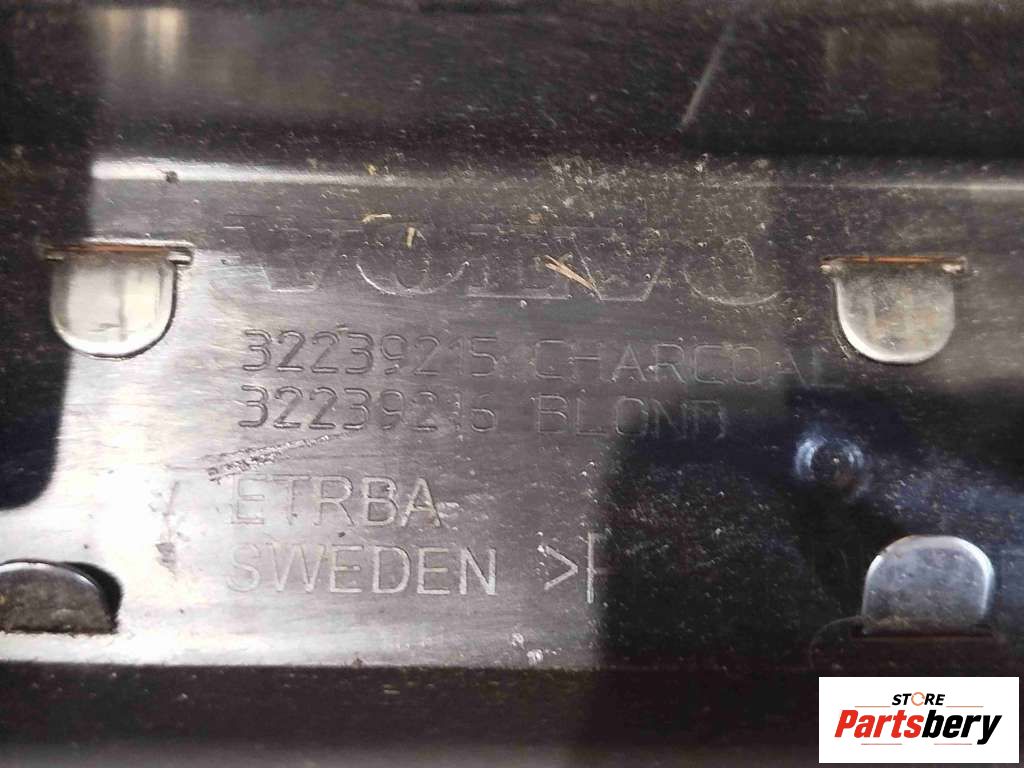 VOLVO
32239215 CHARCOAL
32239216 BLOND
ETRBA
SWEDEN >P
STORE
Partsbery